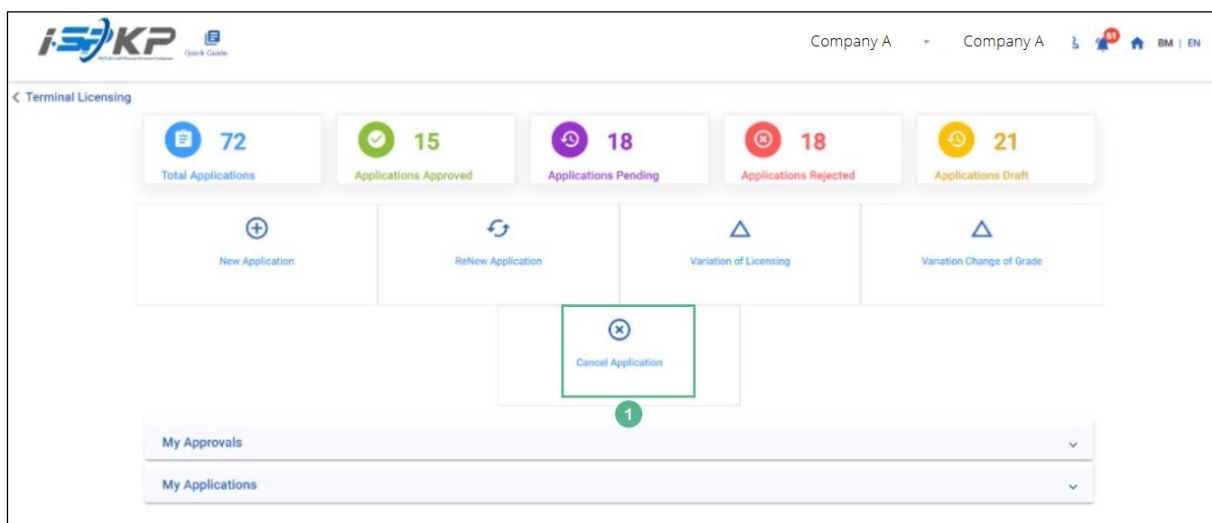 i-SPKP
Quick Guide
Company A
Company A
61
BM | EN
Terminal Licensing
72
Total Applications
15
Applications Approved
18
Applications Pending
18
Applications Rejected
21
Applications Draft
New Application
ReNew Application
Variation of Licensing
Variation Change of Grade
Cancel Application
1
My Approvals
My Applications